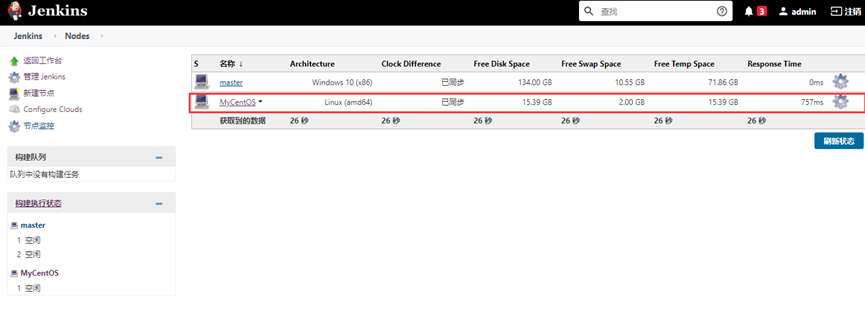 Jenkins
查找
3
admin
注销
Jenkins
Nodes
返回工作台
管理 Jenkins
新建节点
Configure Clouds
节点监控
构建队列
队列中没有构建任务
构建执行状态
master
1 空闲
2 空闲
MyCentOS
1 空闲
S 名称 ↓ Architecture Clock Difference Free Disk Space Free Swap Space Free Temp Space Response Time
master Windows 10 (x86) 已同步 134.00 GB 10.55 GB 71.86 GB 0ms
MyCentOS Linux (amd64) 已同步 15.39 GB 2.00 GB 15.39 GB 757ms
获取到的数据 26 秒 26 秒 26 秒 26 秒 26 秒 26 秒
刷新状态